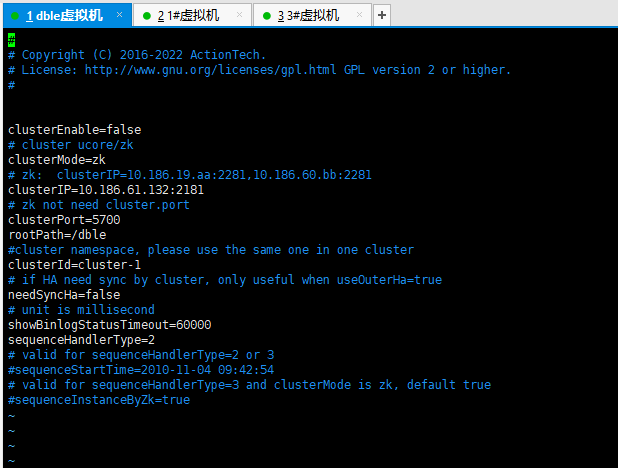 1 dble虚拟机 × 2 1#虚拟机 × 3 3#虚拟机 × +
#
# Copyright (C) 2016-2022 ActionTech.
# License: http://www.gnu.org/licenses/gpl.html GPL version 2 or higher.
#
clusterEnable=false
# cluster ucore/zk
clusterMode=zk
# zk:  clusterIP=10.186.19.aa:2281,10.186.60.bb:2281
clusterIP=10.186.61.132:2181
# zk not need cluster.port
clusterPort=5700
rootPath=/dble
#cluster namespace, please use the same one in one cluster
clusterId=cluster-1
# if HA need sync by cluster, only useful when useOuterHa=true
needSyncHa=false
# unit is millisecond
showBinlogStatusTimeout=60000
sequenceHandlerType=2
# valid for sequenceHandlerType=2 or 3
#sequenceStartTime=2010-11-04 09:42:54
# valid for sequenceHandlerType=3 and clusterMode is zk, default true
#sequenceInstanceByZk=true
~
~
~
~